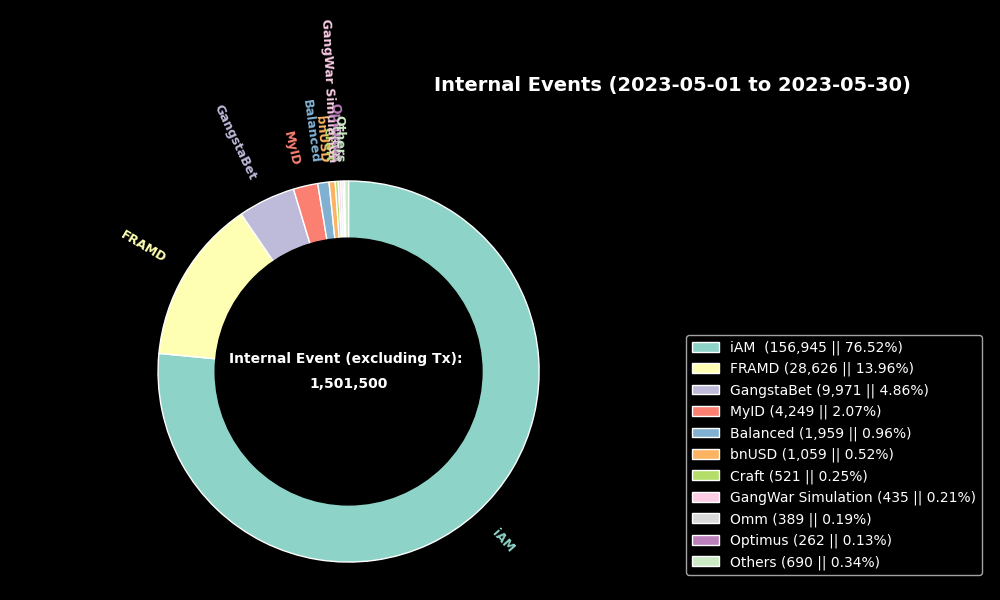 Internal Events (2023-05-01 to 2023-05-30)
GangWar Simulation
Others
Balanced
bnUSD
MyID
GangstaBet
FRAMD
iAM
Internal Event (excluding Tx):
1,501,500
iAM  (156,945 || 76.52%)
FRAMD (28,626 || 13.96%)
GangstaBet (9,971 || 4.86%)
MyID (4,249 || 2.07%)
Balanced (1,959 || 0.96%)
bnUSD (1,059 || 0.52%)
Craft (521 || 0.25%)
GangWar Simulation (435 || 0.21%)
Omm (389 || 0.19%)
Optimus (262 || 0.13%)
Others (690 || 0.34%)